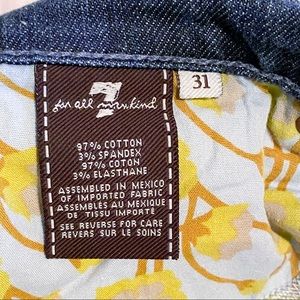 7
for all mankind
31
97% COTTON
3% SPANDEX
97% COTON
3% ELASTHANE
ASSEMBLED IN MEXICO
OF IMPORTED FABRIC
ASSEMBLÉS AU MEXIQUE
DE TISSU IMPORTÉ
SEE REVERSE FOR CARE
REVERS SUR LE SOINS